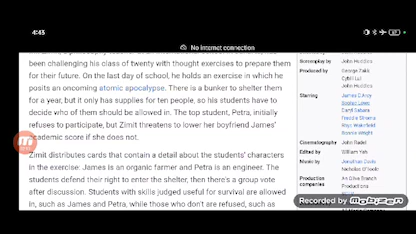 4:43
No internet connection
been challenging his class of twenty with thought exercises to prepare them
for their future. On the last day of school, he holds an exercise in which he
posits an oncoming atomic apocalypse. There is a bunker to shelter them
for a year, but it only has supplies for ten people, so his students have to
decide who of them should be allowed in. The top student, Petra, initially
refuses to participate, but Zimit threatens to lower her boyfriend James'
academic score if she does not.
Zimit distributes cards that contain a detail about the students' characters
in the exercise: James is an organic farmer and Petra is an engineer. The
students defend their right to enter the shelter, then there's a group vote
after discussion. Students with skills judged useful for survival are allowed
in, such as James and Petra, while those who don't are refused, such as
Screenplay by John Huddles
Produced by George Zakk
Cybill Lui
John Huddles
Starring James D'Arcy
Sophie Lowe
Daryl Sabara
Freddie Stroma
Rhys Wakefield
Bonnie Wright
Cinematography John Radel
Edited by William Yeh
Music by Jonathan Davis
Nicholas O'Toole
Production companies An Olive Branch
Productions
Recorded by
mobizen